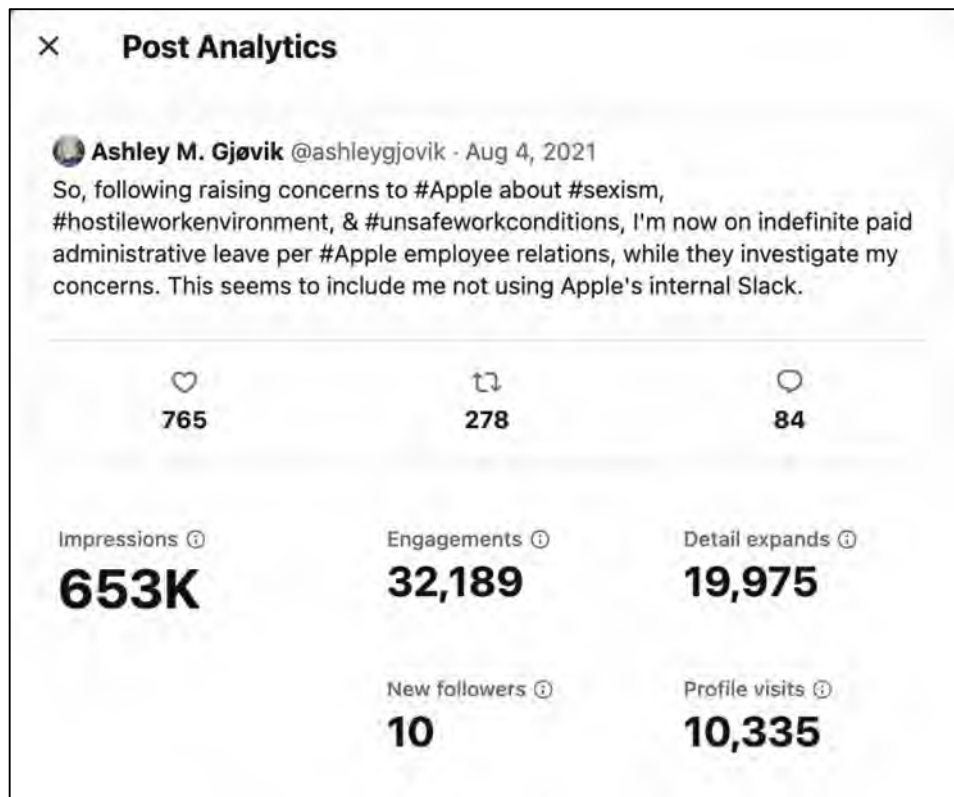 Post Analytics
Ashley M. Gjøvik @ashleygjovik · Aug 4, 2021
So, following raising concerns to #Apple about #sexism,
#hostileworkenvironment, & #unsafeworkconditions, I'm now on indefinite paid
administrative leave per #Apple employee relations, while they investigate my
concerns. This seems to include me not using Apple's internal Slack.
765 278 84
Impressions Engagements Detail expands
653K 32,189 19,975
New followers Profile visits
10 10,335